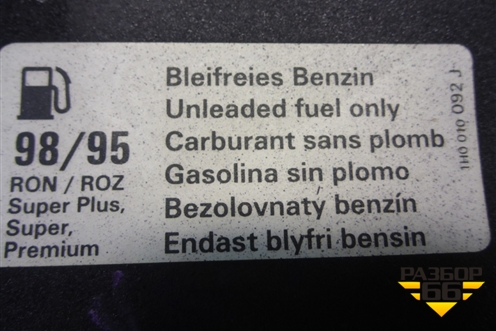 98/95
RON / ROZ
Super Plus,
Super,
Premium
Bleifreies Benzin
Unleaded fuel only
Carburant sans plomb
Gasolina sin plomo
Bezolovnatý benzín
Endast blyfri bensin
1H0 010 092 J
РАЗБОР
66